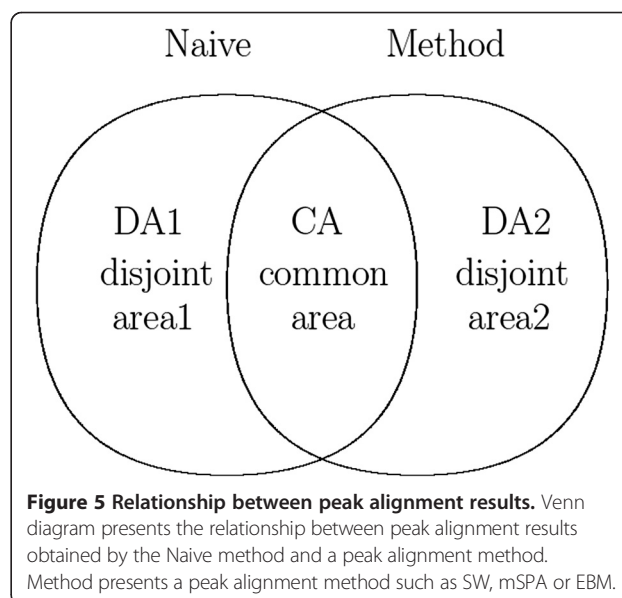 Naive Method
DA1 CA DA2
disjoint common disjoint
area1 area area2
Figure 5 Relationship between peak alignment results. Venn
diagram presents the relationship between peak alignment results
obtained by the Naive method and a peak alignment method.
Method presents a peak alignment method such as SW, mSPA or EBM.